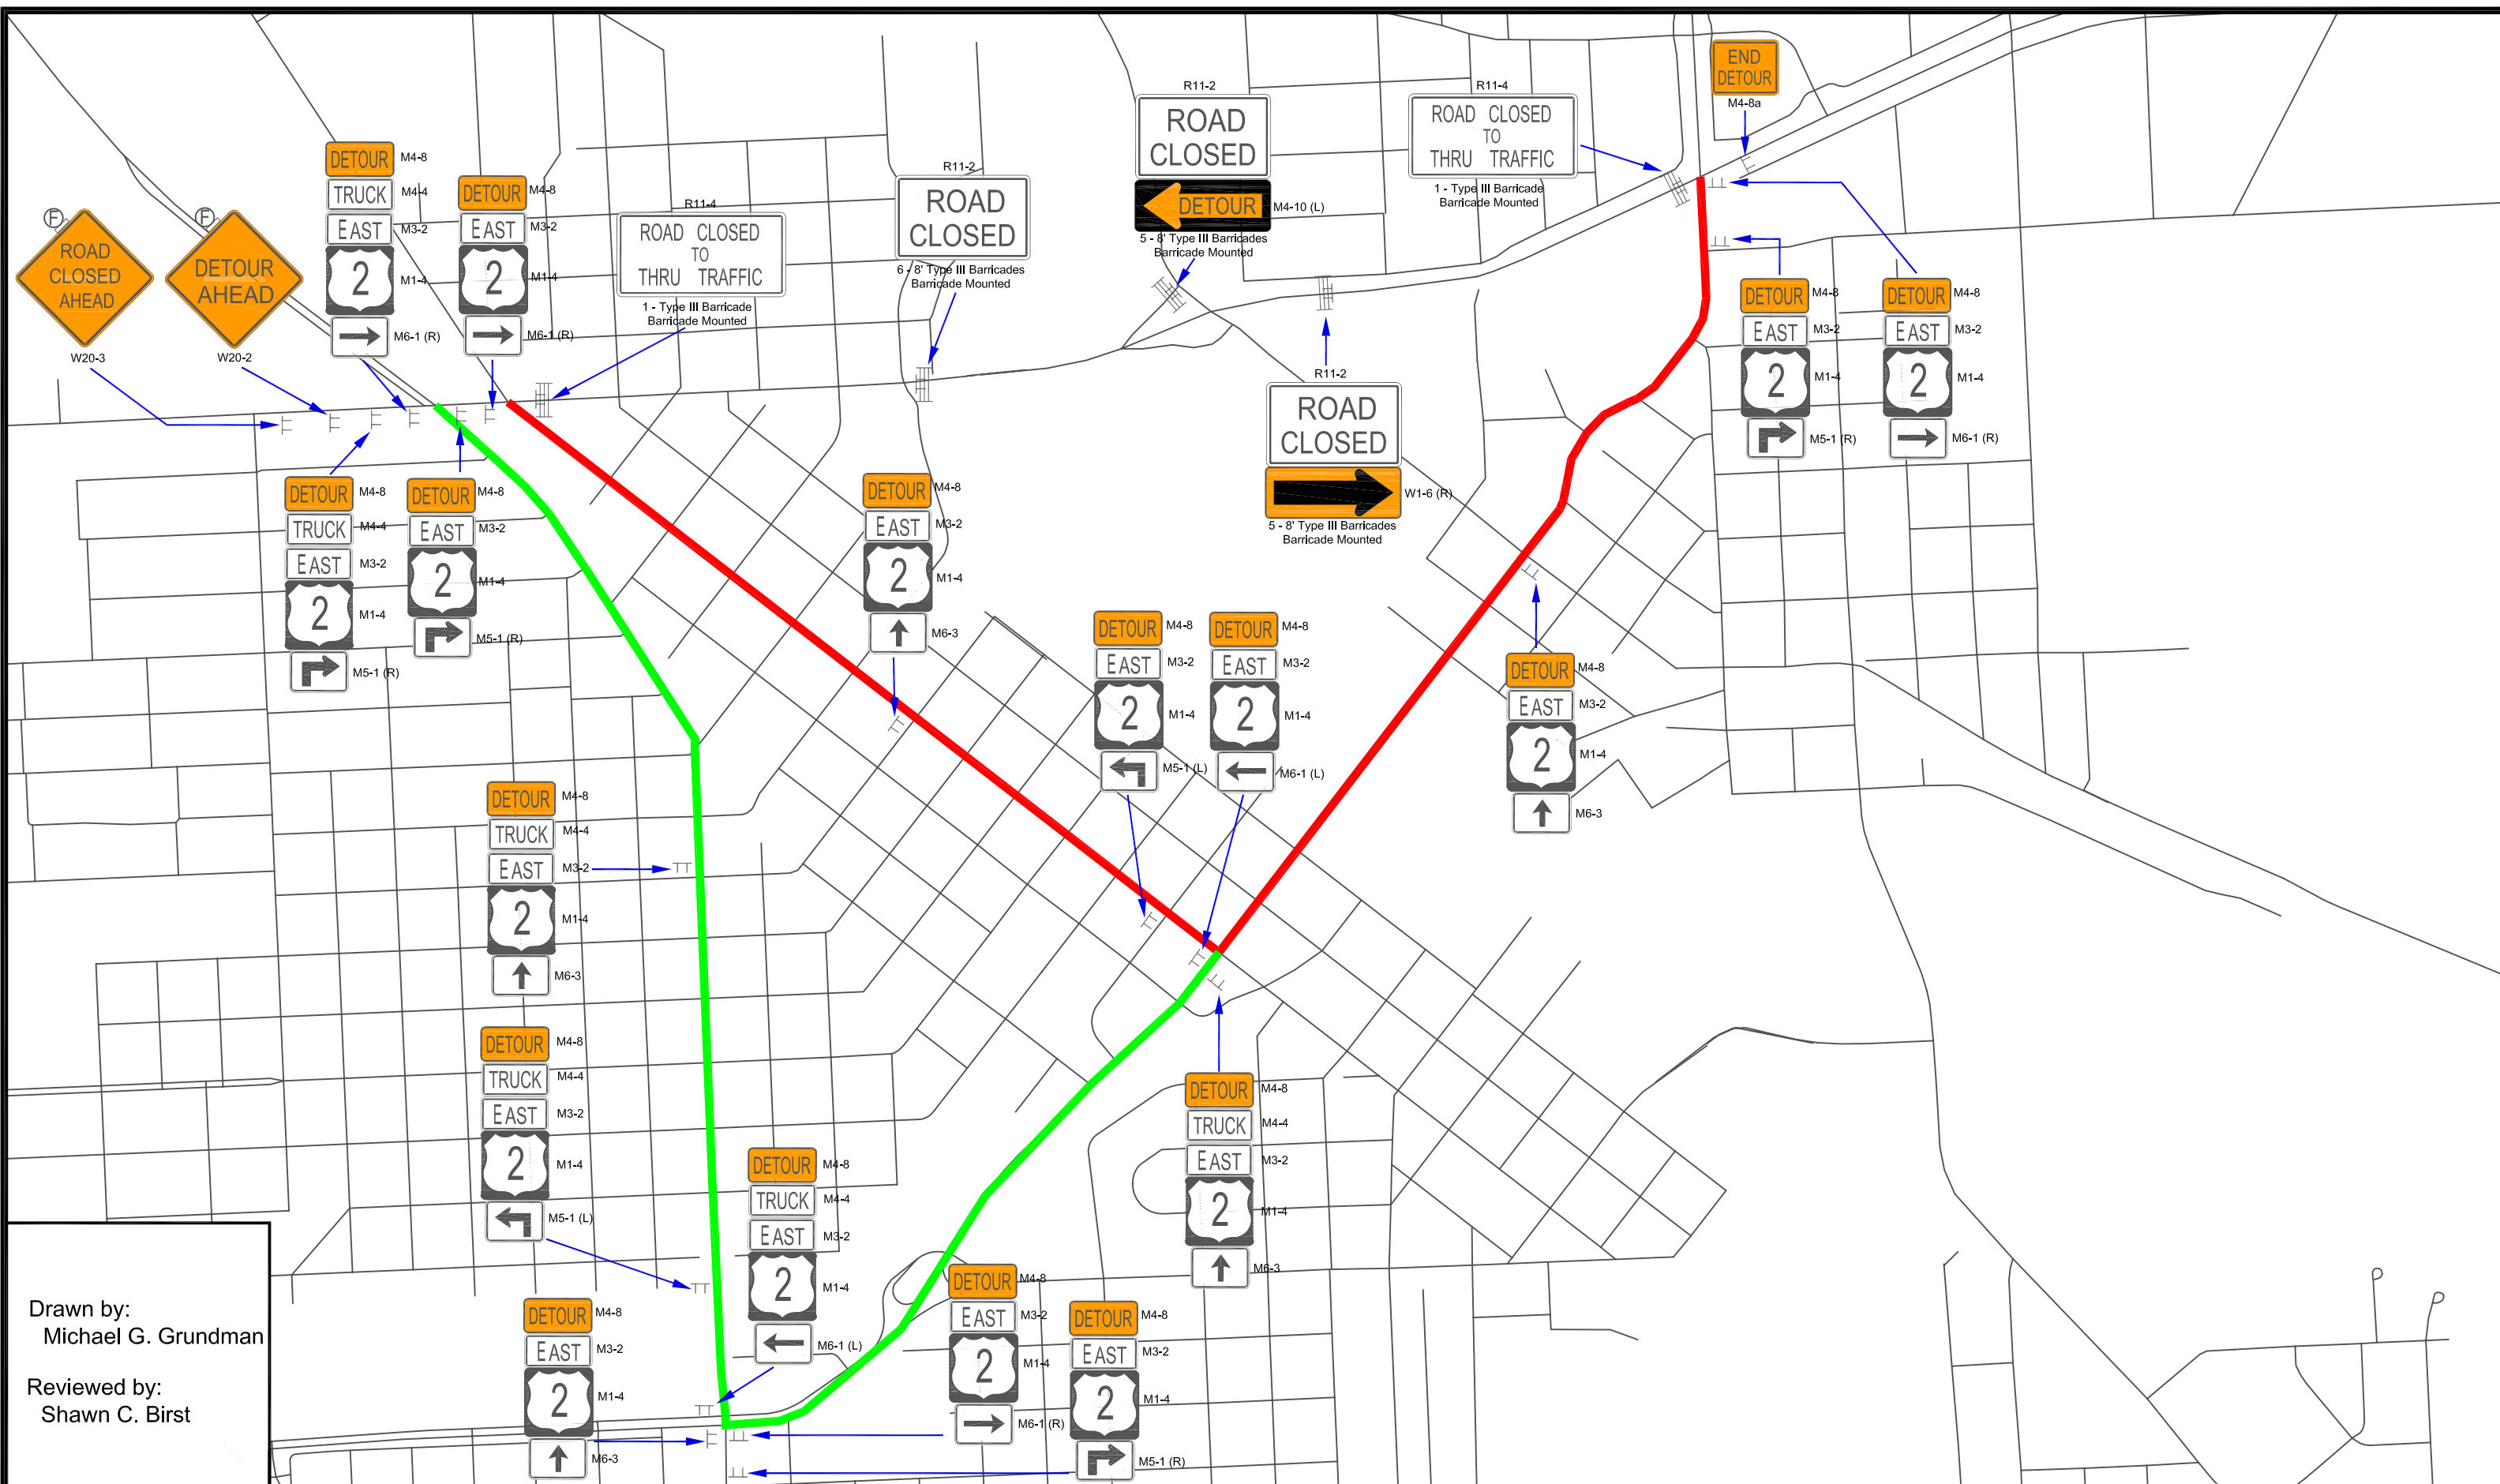 END
DETOUR
M4-8a
R11-2
ROAD
CLOSED
DETOUR
M4-10 (L)
5 - 8' Type III Barricades
Barricade Mounted
R11-4
ROAD CLOSED
TO
THRU TRAFFIC
1 - Type III Barricade
Barricade Mounted
R11-2
ROAD
CLOSED
6 - 8' Type III Barricades
Barricade Mounted
R11-4
ROAD CLOSED
TO
THRU TRAFFIC
1 - Type III Barricade
Barricade Mounted
DETOUR M4-8
TRUCK M4-4
EAST M3-2
2 M1-4
M6-1 (R)
DETOUR M4-8
EAST M3-2
2 M1-4
M6-1 (R)
F
ROAD
CLOSED
AHEAD
W20-3
F
DETOUR
AHEAD
W20-2
DETOUR M4-8
EAST M3-2
2 M1-4
M5-1 (R)
DETOUR M4-8
EAST M3-2
2 M1-4
M6-1 (R)
R11-2
ROAD
CLOSED
W1-6 (R)
5 - 8' Type III Barricades
Barricade Mounted
DETOUR M4-8
TRUCK M4-4
EAST M3-2
2 M1-4
M5-1 (R)
DETOUR M4-8
EAST M3-2
2 M1-4
M5-1 (R)
DETOUR M4-8
EAST M3-2
2 M1-4
M6-3
DETOUR M4-8
EAST M3-2
2 M1-4
M5-1 (L)
DETOUR M4-8
EAST M3-2
2 M1-4
M6-1 (L)
DETOUR M4-8
EAST M3-2
2 M1-4
M6-3
DETOUR M4-8
TRUCK M4-4
EAST M3-2
2 M1-4
M6-3
DETOUR M4-8
TRUCK M4-4
EAST M3-2
2 M1-4
M5-1 (L)
DETOUR M4-8
TRUCK M4-4
EAST M3-2
2 M1-4
M6-3
DETOUR M4-8
TRUCK M4-4
EAST M3-2
2 M1-4
M6-1 (L)
DETOUR M4-8
EAST M3-2
2 M1-4
M6-3
DETOUR M4-8
EAST M3-2
2 M1-4
M6-1 (R)
DETOUR M4-8
EAST M3-2
2 M1-4
M5-1 (R)
Drawn by:
Michael G. Grundman
Reviewed by:
Shawn C. Birst